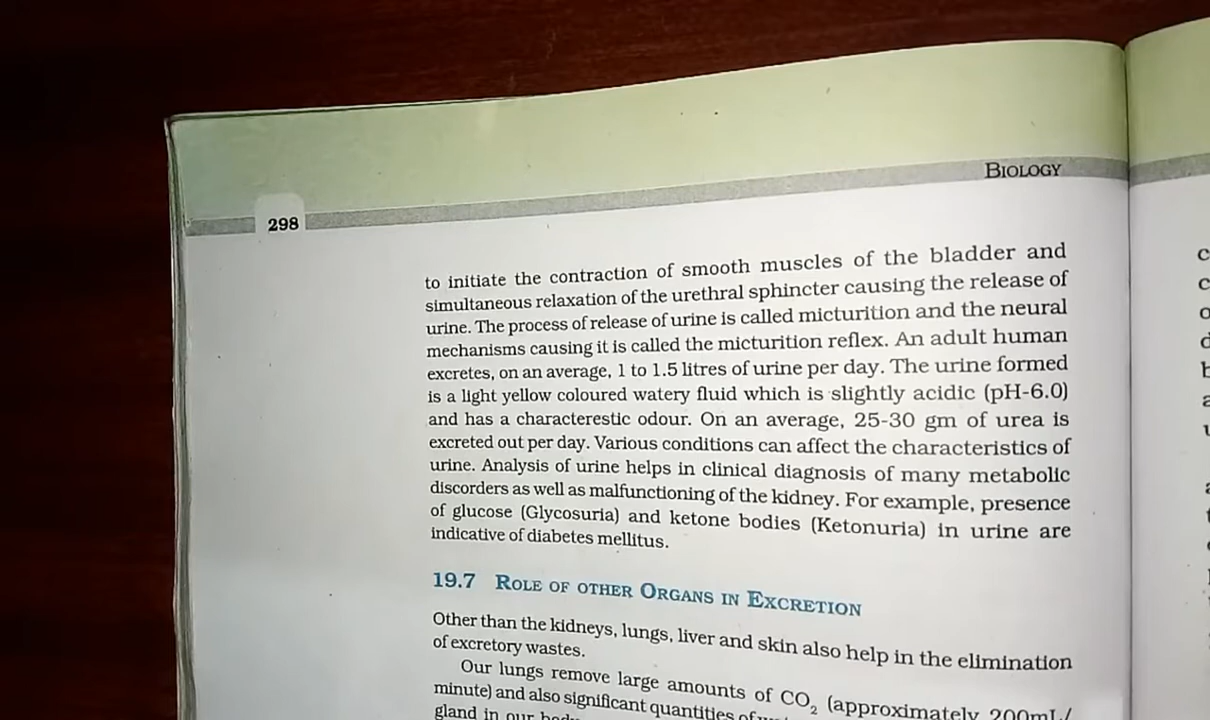 BIOLOGY
298
to initiate the contraction of smooth muscles of the bladder and
simultaneous relaxation of the urethral sphincter causing the release of
urine. The process of release of urine is called micturition and the neural
mechanisms causing it is called the micturition reflex. An adult human
excretes, on an average, 1 to 1.5 litres of urine per day. The urine formed
is a light yellow coloured watery fluid which is slightly acidic (pH-6.0)
and has a characterestic odour. On an average, 25-30 gm of urea is
excreted out per day. Various conditions can affect the characteristics of
urine. Analysis of urine helps in clinical diagnosis of many metabolic
discorders as well as malfunctioning of the kidney. For example, presence
of glucose (Glycosuria) and ketone bodies (Ketonuria) in urine are
indicative of diabetes mellitus.
19.7 ROLE OF OTHER ORGANS IN EXCRETION
Other than the kidneys, lungs, liver and skin also help in the elimination
of excretory wastes.
Our lungs remove large amounts of CO₂ (approximately 200mL/
minute) and also significant quantities of
gland in our